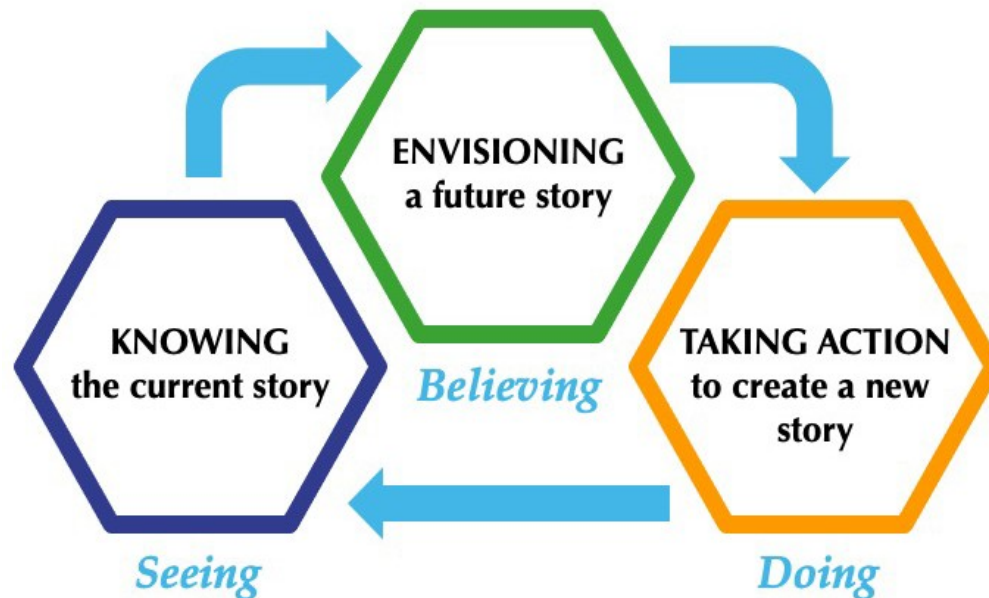 KNOWING
the current story
Seeing
ENVISIONING
a future story
Believing
TAKING ACTION
to create a new
story
Doing